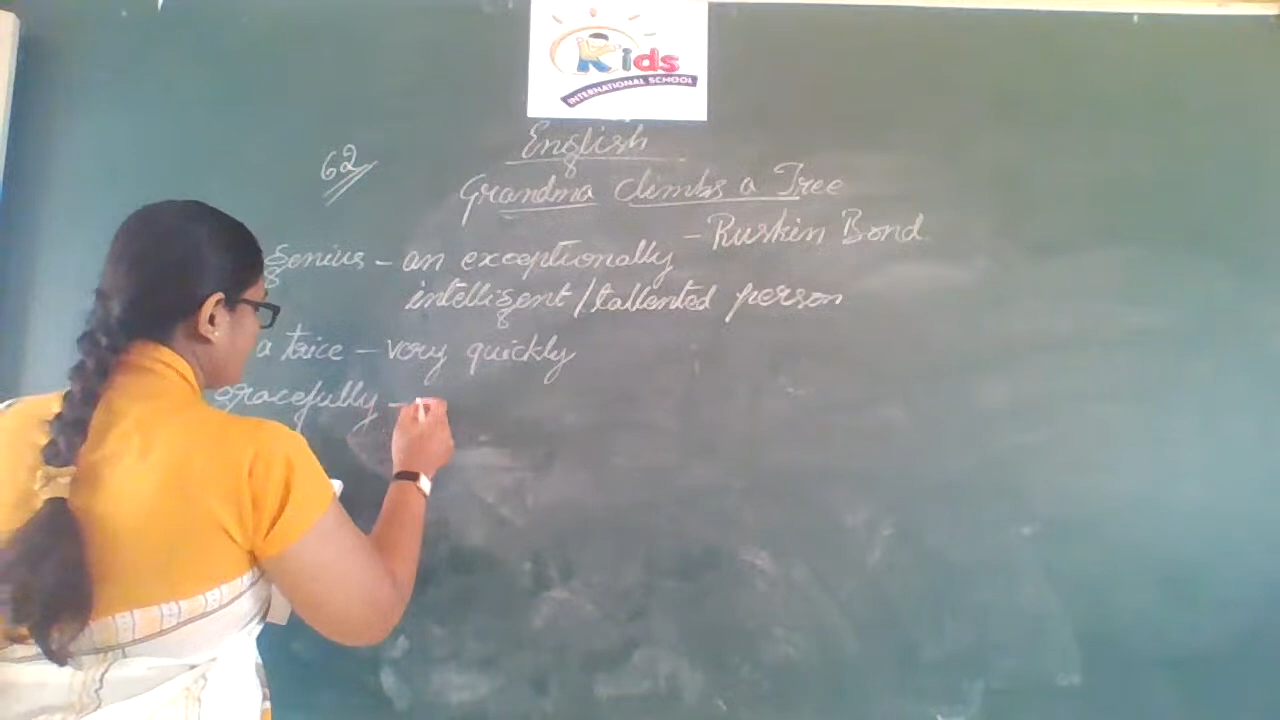 Kids
INTERNATIONAL SCHOOL
English
62
Grandma Climbs a Tree
- Ruskin Bond
genius - an exceptionally
intelligent / tallented person
a trice - very quickly
gracefully -